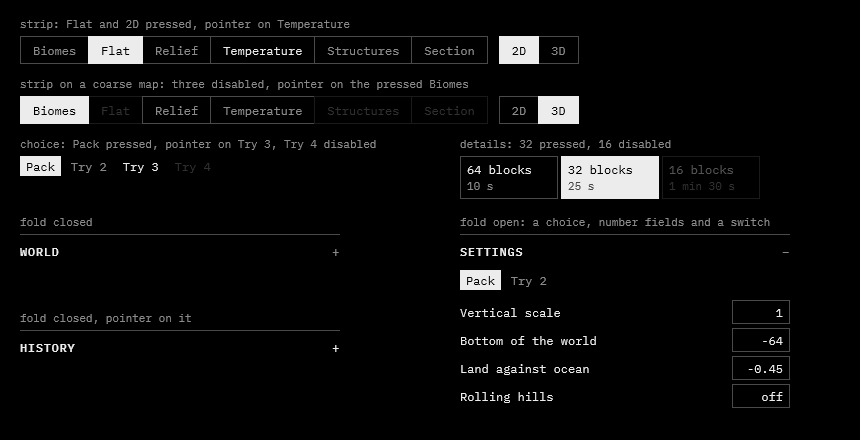 strip: Flat and 2D pressed, pointer on Temperature
Biomes Flat Relief Temperature Structures Section 2D 3D
strip on a coarse map: three disabled, pointer on the pressed Biomes
Biomes Flat Relief Temperature Structures Section 2D 3D
choice: Pack pressed, pointer on Try 3, Try 4 disabled
Pack Try 2 Try 3 Try 4
details: 32 pressed, 16 disabled
64 blocks 32 blocks 16 blocks
10 s 25 s 1 min 30 s
fold closed
WORLD +
fold open: a choice, number fields and a switch
SETTINGS −
Pack Try 2
Vertical scale 1
Bottom of the world -64
Land against ocean -0.45
Rolling hills off
fold closed, pointer on it
HISTORY +